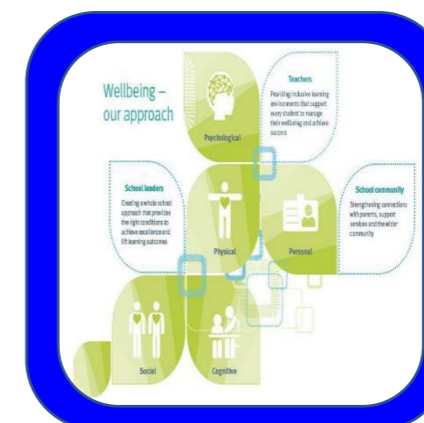 Wellbeing –
our approach
Psychological
Teachers
Providing inclusive learning
environments that support
every student to manage
their wellbeing and achieve
success
School leaders
Creating a whole school
approach that provides
the right conditions to
achieve excellence and
lift learning outcomes
Physical
Personal
School community
Strengthening connections
with parents, support
services and the wider
community
Social
Cognitive